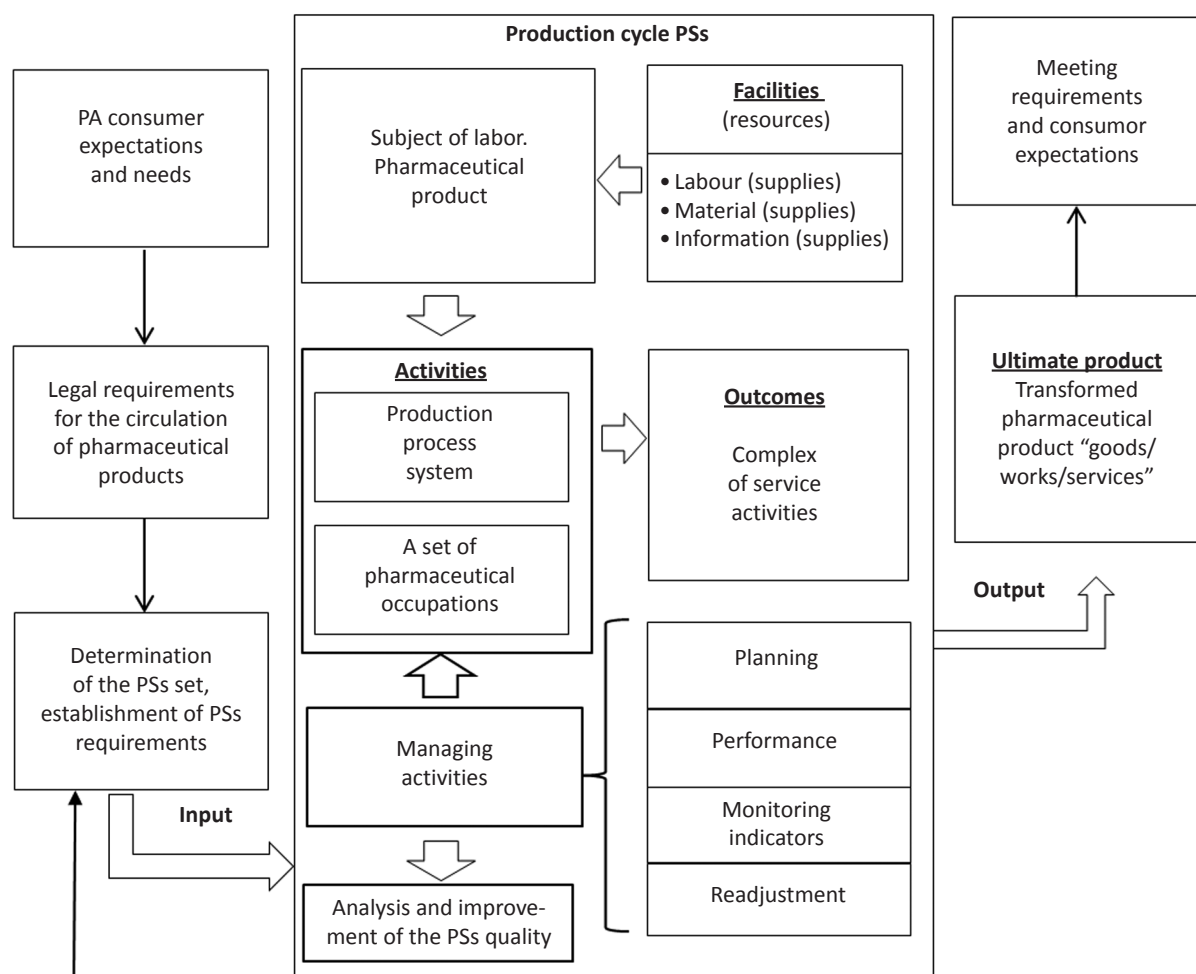 Production cycle PSs
PA consumer
expectations
and needs
Legal requirements
for the circulation
of pharmaceutical
products
Determination
of the PSs set,
establishment of PSs
requirements
Input
Subject of labor.
Pharmaceutical
product
Facilities
(resources)
• Labour (supplies)
• Material (supplies)
• Information (supplies)
Activities
Production
process
system
A set of
pharmaceutical
occupations
Outcomes
Complex
of service
activities
Managing
activities
Planning
Performance
Monitoring
indicators
Readjustment
Analysis and improve-
ment of the PSs quality
Meeting
requirements
and consumor
expectations
Ultimate product
Transformed
pharmaceutical
product “goods/
works/services”
Output